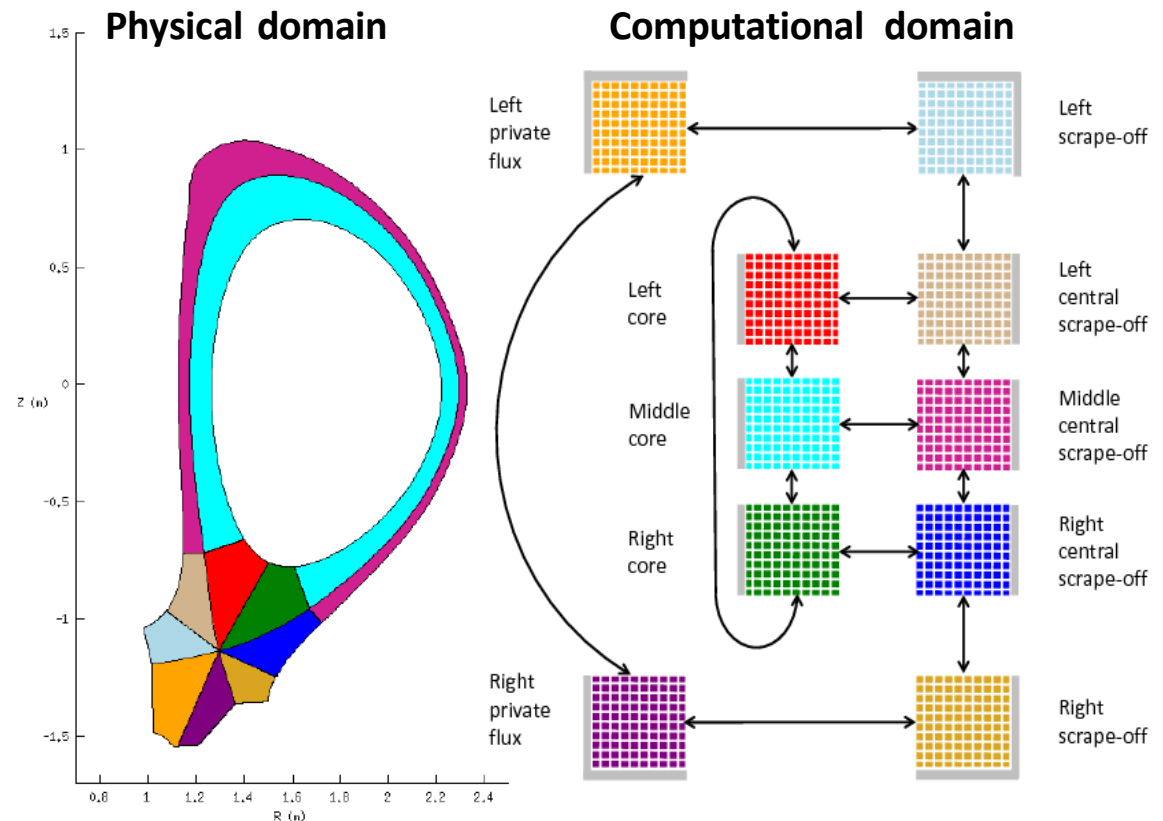 Physical domain
Computational domain
1.5
1
0.5
0
-0.5
-1
-1.5
Z (m)
0.8
1
1.2
1.4
1.6
1.8
2
2.2
2.4
R (m)
Left
private
flux
Left
scrape-off
Left
core
Left
central
scrape-off
Middle
core
Middle
central
scrape-off
Right
core
Right
central
scrape-off
Right
private
flux
Right
scrape-off